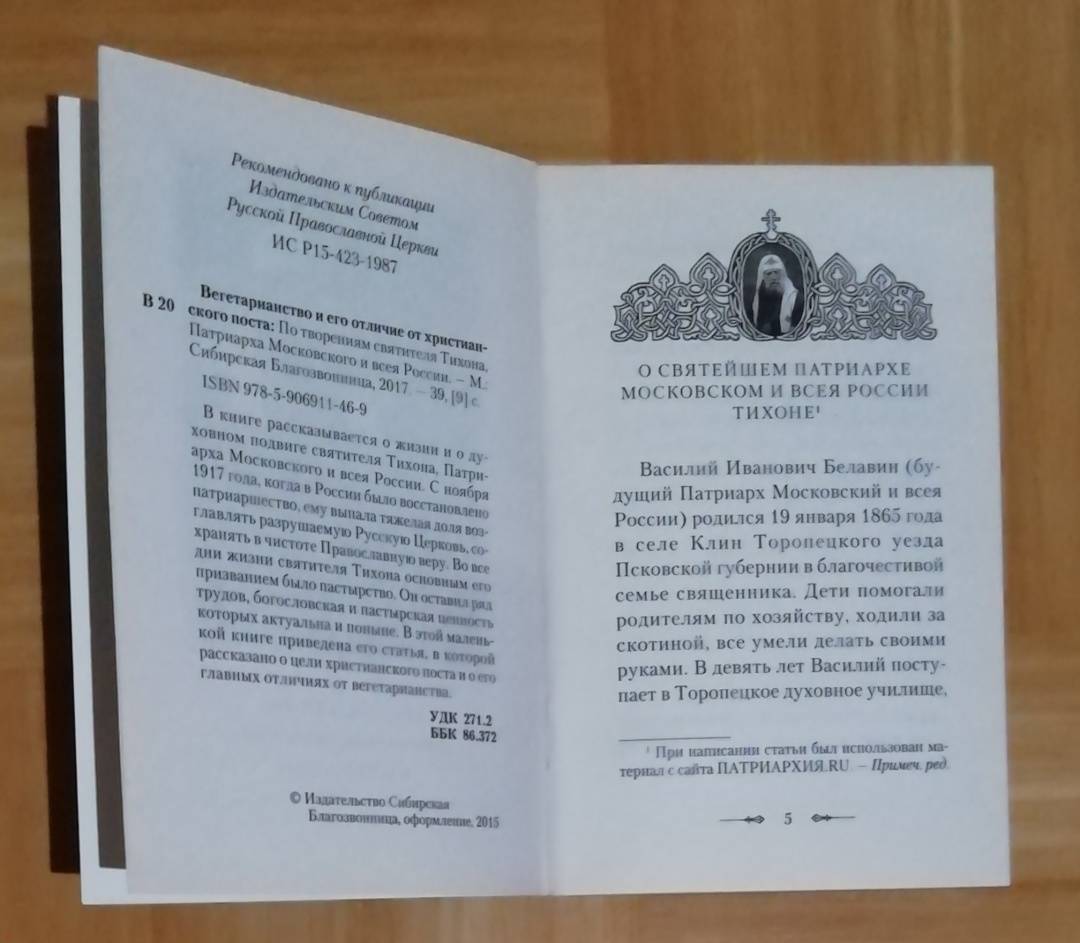 Рекомендовано к публикации
Издательским Советом
Русской Православной Церкви
ИС Р15-423-1987
Вегетарианство и его отличие от христиан-
В 20 ского поста: По творениям святителя Тихона,
Патриарха Московского и всея России. – М.:
Сибирская Благозвонница, 2017. – 39, [9] с.
ISBN 978-5-906911-46-9
В книге рассказывается о жизни и о ду-
ховном подвиге святителя Тихона, Патри-
арха Московского и всея России. С ноября
1917 года, когда в России было восстановлено
патриаршество, ему выпала тяжелая доля воз-
главлять разрушаемую Русскую Церковь, со-
хранять в чистоте Православную веру. Во все
дни жизни святителя Тихона основным его
призванием было пастырство. Он оставил ряд
трудов, богословская и пастырская ценность
которых актуальна и поныне. В этой малень-
кой книге приведена его статья, в которой
рассказано о цели христианского поста и о его
главных отличиях от вегетарианства.
УДК 271.2
ББК 86.372
© Издательство Сибирская
Благозвонница, оформление, 2015
О СВЯТЕЙШЕМ ПАТРИАРХЕ
МОСКОВСКОМ И ВСЕЯ РОССИИ
ТИХОНЕ¹
Василий Иванович Белавин (бу-
дущий Патриарх Московский и всея
России) родился 19 января 1865 года
в селе Клин Торопецкого уезда
Псковской губернии в благочестивой
семье священника. Дети помогали
родителям по хозяйству, ходили за
скотиной, все умели делать своими
руками. В девять лет Василий посту-
пает в Торопецкое духовное училище,
¹ При написании статьи был использован ма-
териал с сайта ПАТРИАРХИЯ.RU. – Примеч. ред.
5